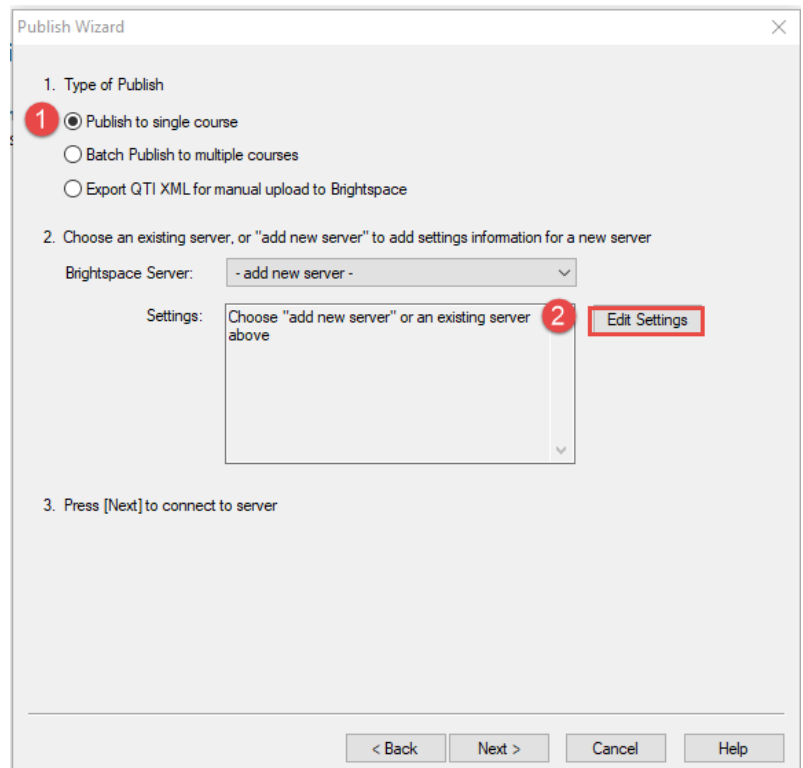 Publish Wizard
1. Type of Publish
1 Publish to single course
Batch Publish to multiple courses
Export QTI XML for manual upload to Brightspace
2. Choose an existing server, or "add new server" to add settings information for a new server
Brightspace Server: - add new server -
Settings: Choose "add new server" or an existing server 2 Edit Settings
above
3. Press [Next] to connect to server
< Back Next > Cancel Help